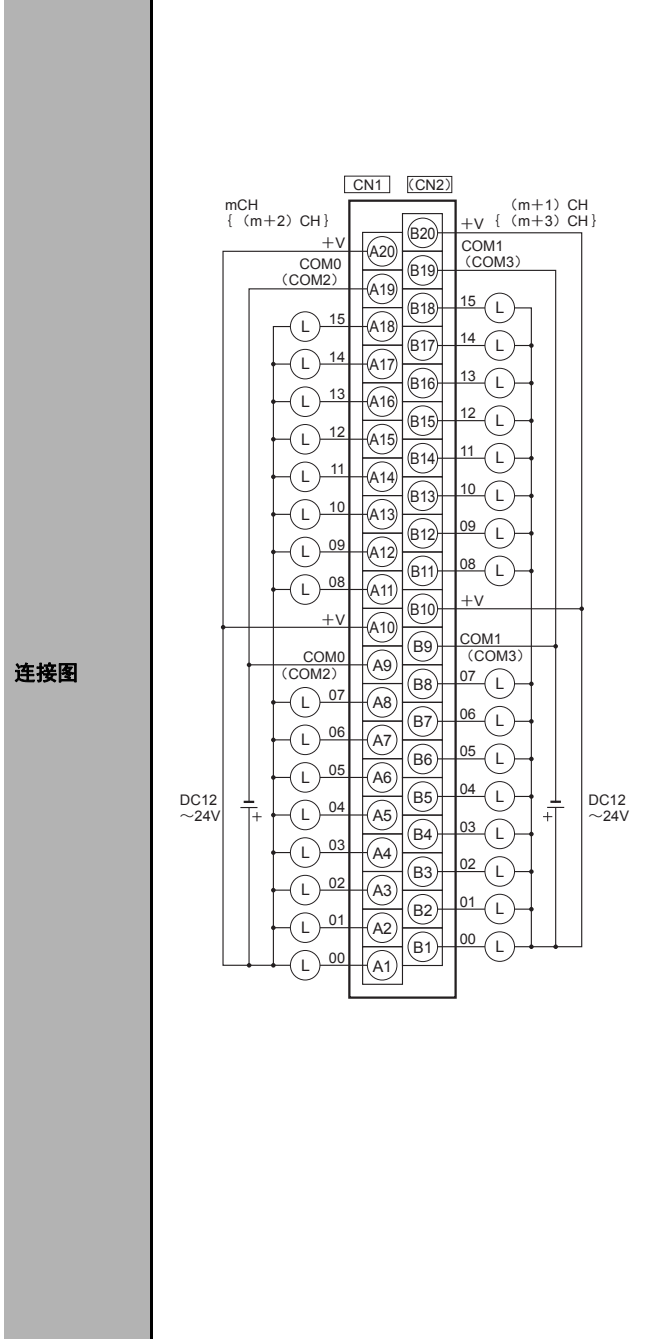 连接图
CN1 (CN2)
mCH
{ (m+2) CH }
(m+1) CH
{ (m+3) CH }
+V A20
COM0
(COM2) A19
15 L A18
14 L A17
13 L A16
12 L A15
11 L A14
10 L A13
09 L A12
08 L A11
+V A10
COM0
(COM2) A9
07 L A8
06 L A7
05 L A6
04 L A5
03 L A4
02 L A3
01 L A2
00 L A1
DC12
~24V
+
B20 +V
B19 COM1
(COM3)
B18 15 L
B17 14 L
B16 13 L
B15 12 L
B14 11 L
B13 10 L
B12 09 L
B11 08 L
B10 +V
B9 COM1
(COM3)
B8 07 L
B7 06 L
B6 05 L
B5 04 L
B4 03 L
B3 02 L
B2 01 L
B1 00 L
+
DC12
~24V